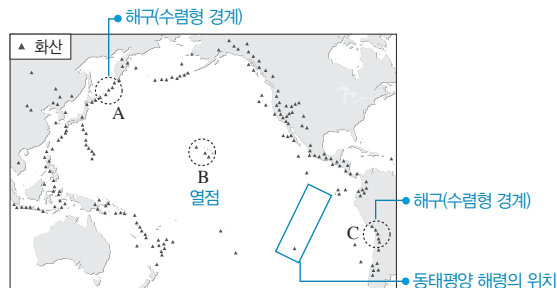 해구(수렴형 경계)
▲ 화산
A
B
열점
해구(수렴형 경계)
C
동태평양 해령의 위치